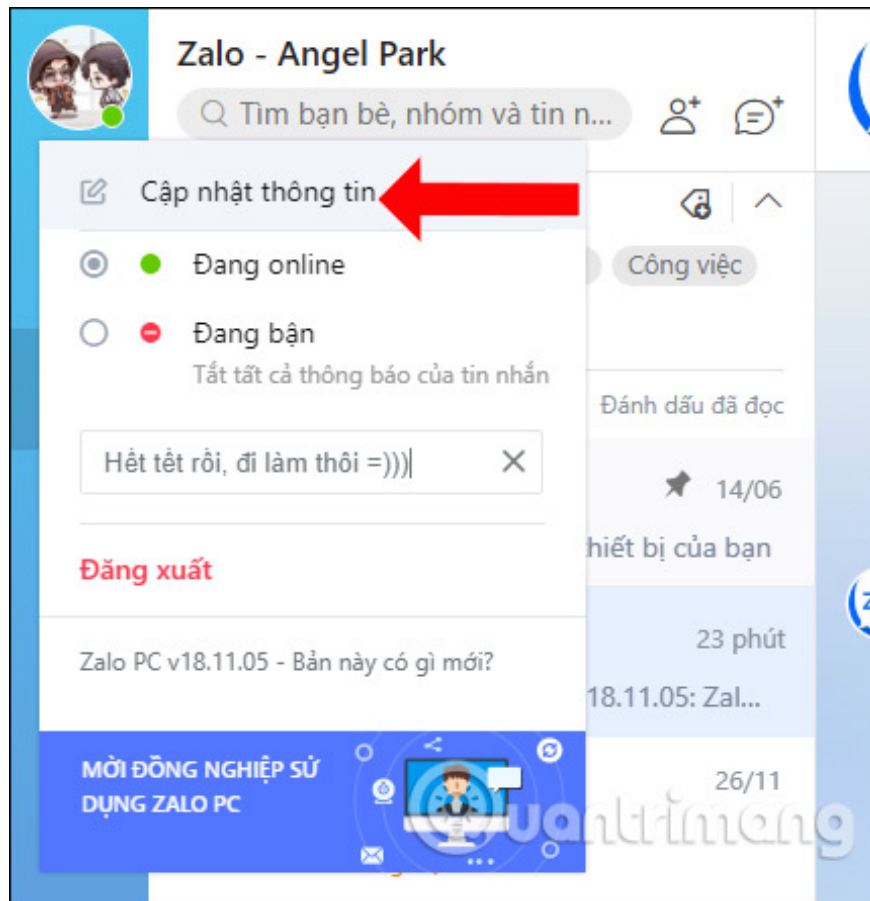 Zalo - Angel Park
Tìm bạn bè, nhóm và tin n...
Cập nhật thông tin
Công việc
Đang online
Đang bận
Tắt tất cả thông báo của tin nhắn
Đánh dấu đã đọc
Hết tết rồi, đi làm thôi =)))
14/06
hiết bị của bạn
Đăng xuất
23 phút
Zalo PC v18.11.05 - Bản này có gì mới?
18.11.05: Zal...
MỜI ĐỒNG NGHIỆP SỬ
DỤNG ZALO PC
26/11
Quantrimang